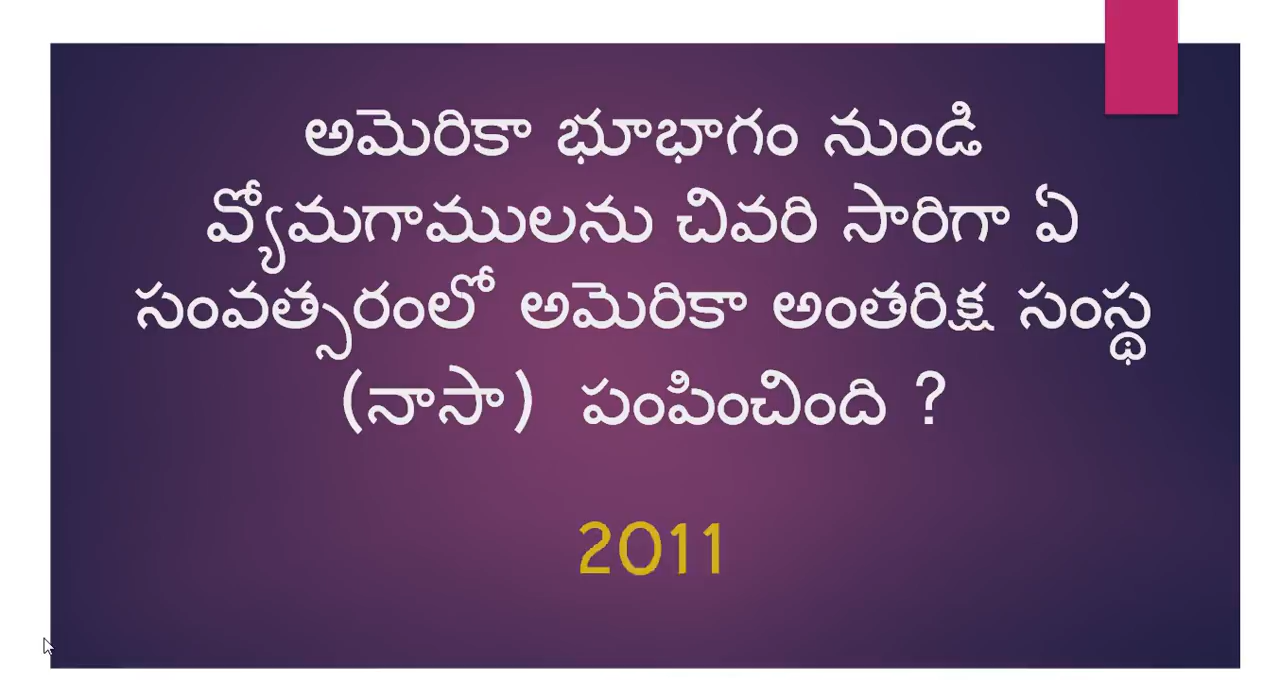 అమెరికా భూభాగం నుండి
వ్యోమగాములను చివరి సారిగా ఏ
సంవత్సరంలో అమెరికా అంతరిక్ష సంస్థ
(నాసా) పంపించింది ?
2011